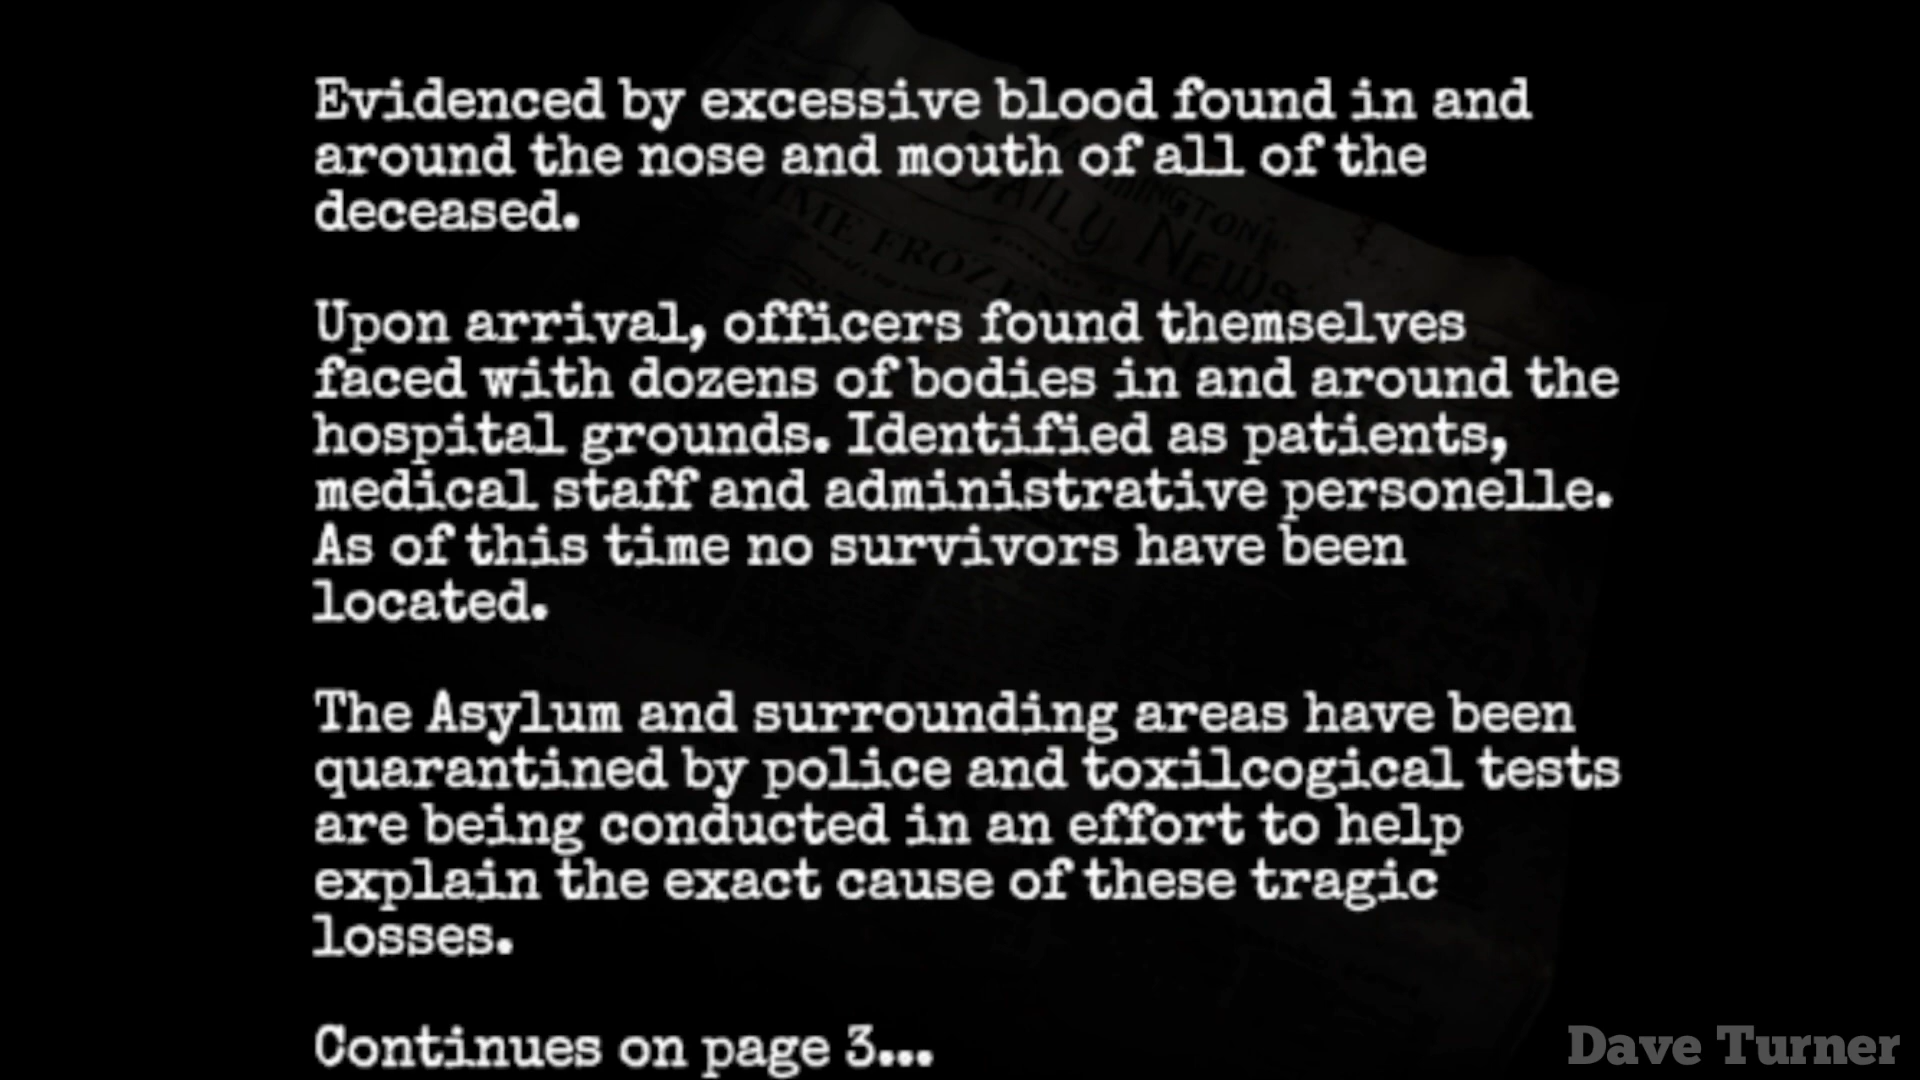 Evidenced by excessive blood found in and
around the nose and mouth of all of the
deceased.
Upon arrival, officers found themselves
faced with dozens of bodies in and around the
hospital grounds. Identified as patients,
medical staff and administrative personelle.
As of this time no survivors have been
located.
The Asylum and surrounding areas have been
quarantined by police and toxilcogical tests
are being conducted in an effort to help
explain the exact cause of these tragic
losses.
Continues on page 3...
Dave Turner
DAILY NEWS
TIME FROZEN